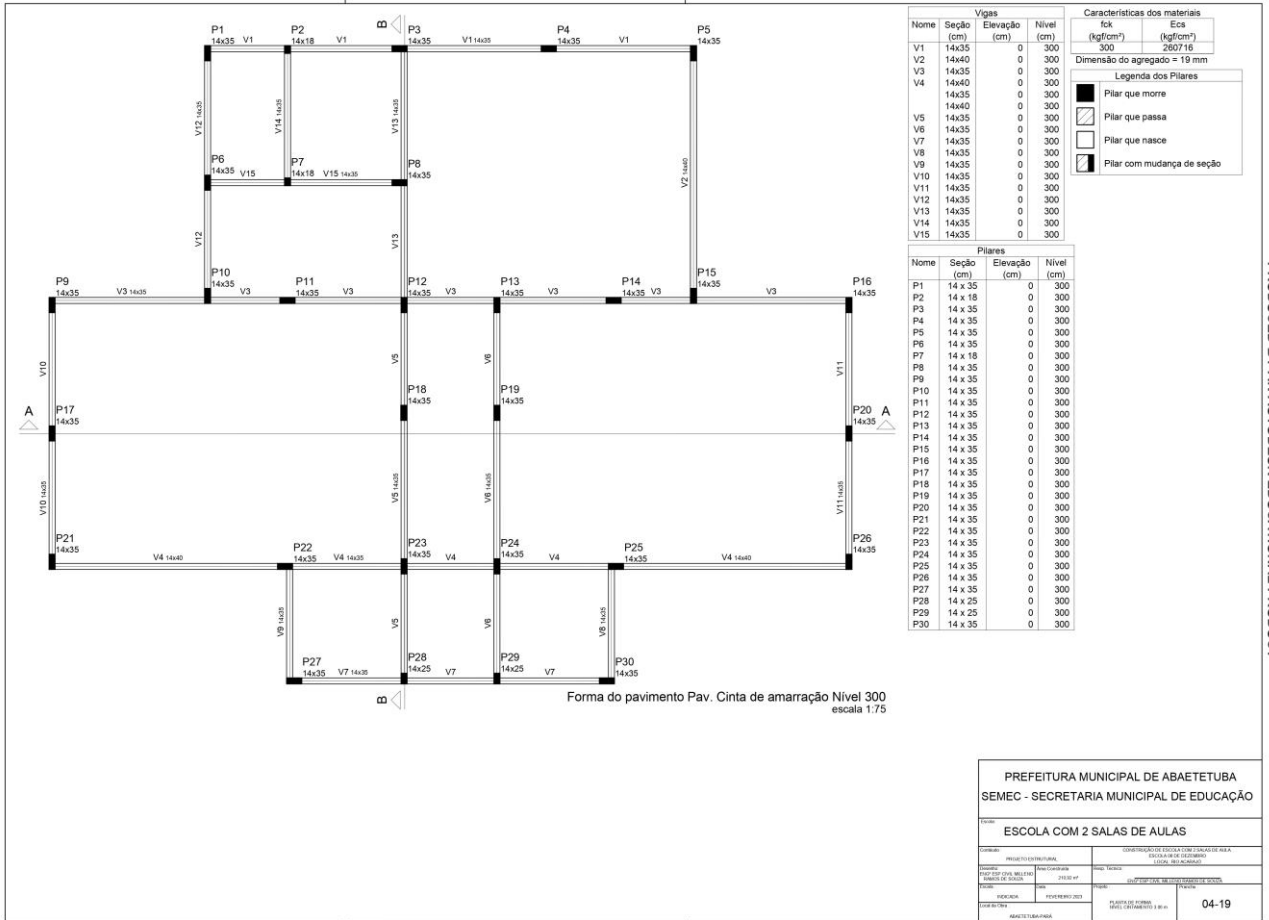 B
P1
14x35
V1
P2
14x18
V1
P3
14x35
V1 14x35
P4
14x35
V1
P5
14x35
V12 14x35
V14 14x35
V13 14x35
V2 14x40
P6
14x35
V15
P7
14x18
V15 14x35
P8
14x35
V12
V13
P9
14x35
V3 14x35
P10
14x35
V3
P11
14x35
V3
P12
14x35
V3
P13
14x35
V3
P14
14x35
V3
P15
14x35
V3
P16
14x35
V10
V5
V6
V11
A
P17
14x35
P18
14x35
P19
14x35
P20
14x35
A
V10 14x35
V5 14x35
V6 14x35
V11 14x35
P21
14x35
V4 14x40
P22
14x35
V4 14x35
P23
14x35
V4
P24
14x35
V4
P25
14x35
V4 14x40
P26
14x35
V9 14x35
V5
V6
V8 14x35
P27
14x35
V7 14x35
P28
14x25
V7
P29
14x25
V7
P30
14x35
B
Forma do pavimento Pav. Cinta de amarração Nível 300
escala 1:75
Vigas
Nome Seção Elevação Nível
(cm) (cm) (cm)
V1 14x35 0 300
V2 14x40 0 300
V3 14x35 0 300
V4 14x40 0 300
14x35 0 300
14x40 0 300
V5 14x35 0 300
V6 14x35 0 300
V7 14x35 0 300
V8 14x35 0 300
V9 14x35 0 300
V10 14x35 0 300
V11 14x35 0 300
V12 14x35 0 300
V13 14x35 0 300
V14 14x35 0 300
V15 14x35 0 300
Características dos materiais
fck Ecs
(kgf/cm²) (kgf/cm²)
300 260716
Dimensão do agregado = 19 mm
Legenda dos Pilares
Pilar que morre
Pilar que passa
Pilar que nasce
Pilar com mudança de seção
Pilares
Nome Seção Elevação Nível
(cm) (cm) (cm)
P1 14 x 35 0 300
P2 14 x 18 0 300
P3 14 x 35 0 300
P4 14 x 35 0 300
P5 14 x 35 0 300
P6 14 x 35 0 300
P7 14 x 18 0 300
P8 14 x 35 0 300
P9 14 x 35 0 300
P10 14 x 35 0 300
P11 14 x 35 0 300
P12 14 x 35 0 300
P13 14 x 35 0 300
P14 14 x 35 0 300
P15 14 x 35 0 300
P16 14 x 35 0 300
P17 14 x 35 0 300
P18 14 x 35 0 300
P19 14 x 35 0 300
P20 14 x 35 0 300
P21 14 x 35 0 300
P22 14 x 35 0 300
P23 14 x 35 0 300
P24 14 x 35 0 300
P25 14 x 35 0 300
P26 14 x 35 0 300
P27 14 x 35 0 300
P28 14 x 25 0 300
P29 14 x 25 0 300
P30 14 x 35 0 300
PREFEITURA MUNICIPAL DE ABAETETUBA
SEMEC - SECRETARIA MUNICIPAL DE EDUCAÇÃO
ESCOLA COM 2 SALAS DE AULAS
PROJETO ESTRUTURAL
CONSTRUÇÃO DE ESCOLA COM 2 SALAS DE AULA
Área Construída
Resp. Técnico
INDICADA
Data
FEVEREIRO 2023
Prancha
04-19
Local da Obra
ABAETETUBA-PARÁ